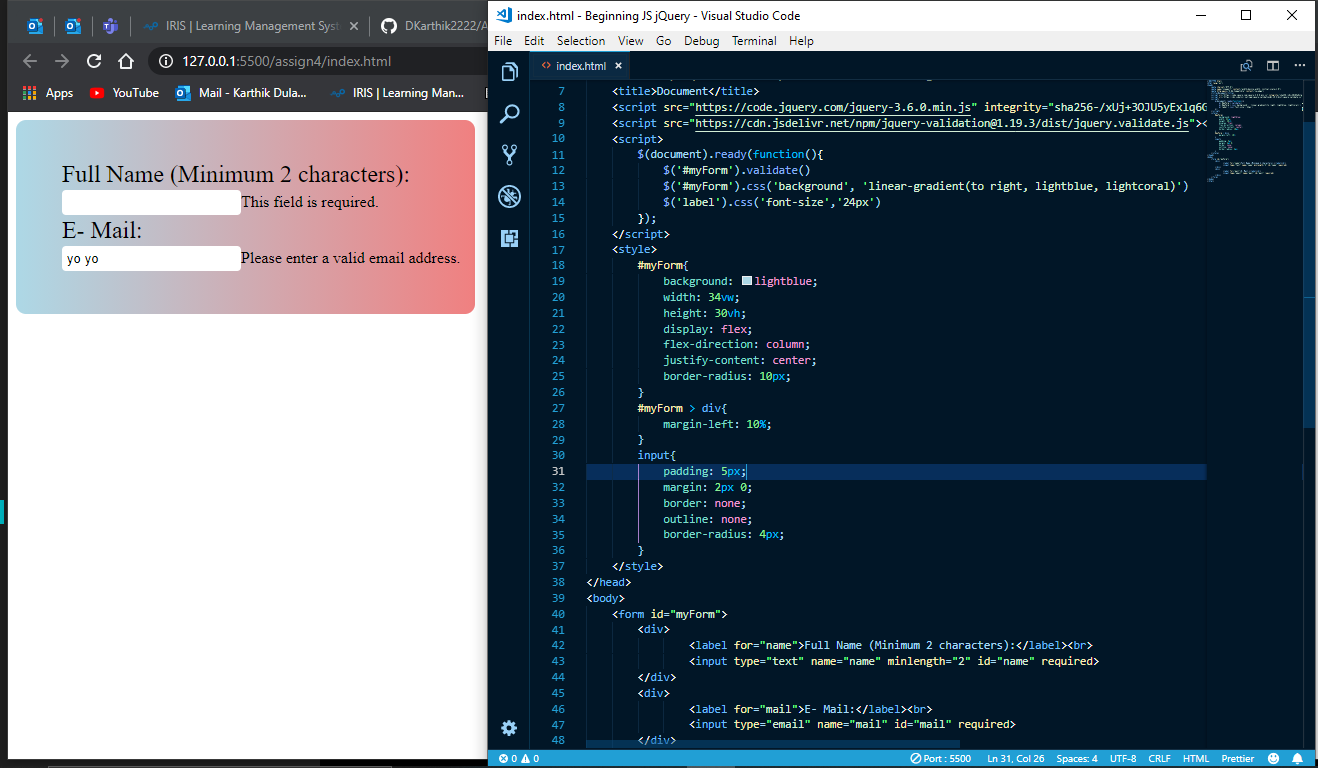 IRIS | Learning Management Syst
DKarthik2222/A
127.0.0.1:5500/assign4/index.html
Apps
YouTube
Mail - Karthik Dula...
IRIS | Learning Man...
Full Name (Minimum 2 characters):
This field is required.
E- Mail:
yo yo
Please enter a valid email address.
index.html - Beginning JS jQuery - Visual Studio Code
File Edit Selection View Go Debug Terminal Help
index.html
7 <title>Document</title>
8 <script src="https://code.jquery.com/jquery-3.6.0.min.js" integrity="sha256-/xUj+3OJU5yExlq6G
9 <script src="https://cdn.jsdelivr.net/npm/jquery-validation@1.19.3/dist/jquery.validate.js"><
10 <script>
11 $(document).ready(function(){
12 $('#myForm').validate()
13 $('#myForm').css('background', 'linear-gradient(to right, lightblue, lightcoral)')
14 $('label').css('font-size','24px')
15 });
16 </script>
17 <style>
18 #myForm{
19 background: lightblue;
20 width: 34vw;
21 height: 30vh;
22 display: flex;
23 flex-direction: column;
24 justify-content: center;
25 border-radius: 10px;
26 }
27 #myForm > div{
28 margin-left: 10%;
29 }
30 input{
31 padding: 5px;
32 margin: 2px 0;
33 border: none;
34 outline: none;
35 border-radius: 4px;
36 }
37 </style>
38 </head>
39 <body>
40 <form id="myForm">
41 <div>
42 <label for="name">Full Name (Minimum 2 characters):</label><br>
43 <input type="text" name="name" minlength="2" id="name" required>
44 </div>
45 <div>
46 <label for="mail">E- Mail:</label><br>
47 <input type="email" name="mail" id="mail" required>
48 </div>
0 0 Port : 5500 Ln 31, Col 26 Spaces: 4 UTF-8 CRLF HTML Prettier